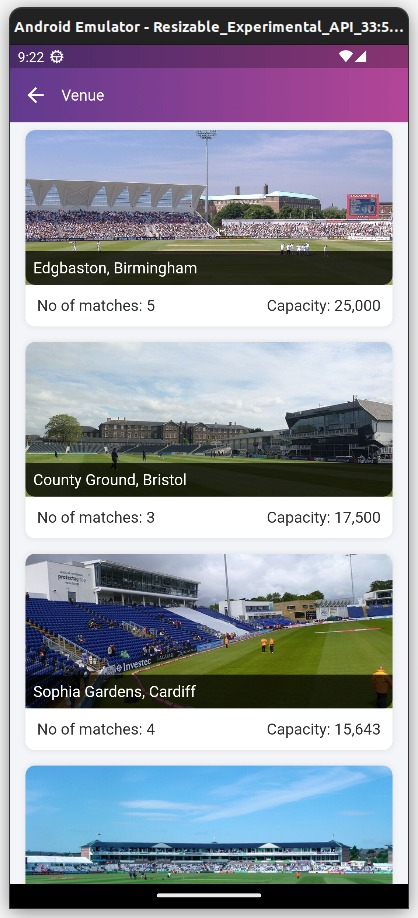 Android Emulator - Resizable_Experimental_API_33:5...
9:22
Venue
Edgbaston, Birmingham
No of matches: 5 Capacity: 25,000
County Ground, Bristol
No of matches: 3 Capacity: 17,500
Investec
Sophia Gardens, Cardiff
No of matches: 4 Capacity: 15,643